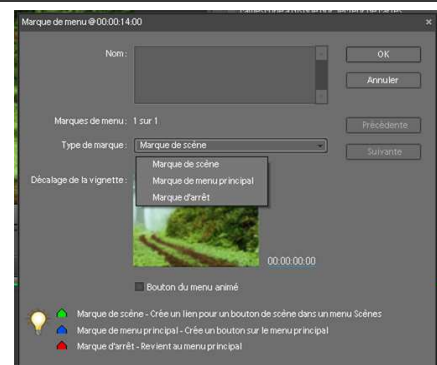 Marque de menu @ 00:00:14:00
Nom :
OK
Annuler
Marques de menu : 1 sur 1
Précédente
Type de marque : Marque de scène
Suivante
Marque de scène
Marque de menu principal
Marque d'arrêt
Décalage de la vignette :
00:00:00:00
Bouton du menu animé
Marque de scène - Crée un lien pour un bouton de scène dans un menu Scènes
Marque de menu principal - Crée un bouton sur le menu principal
Marque d'arrêt - Revient au menu principal